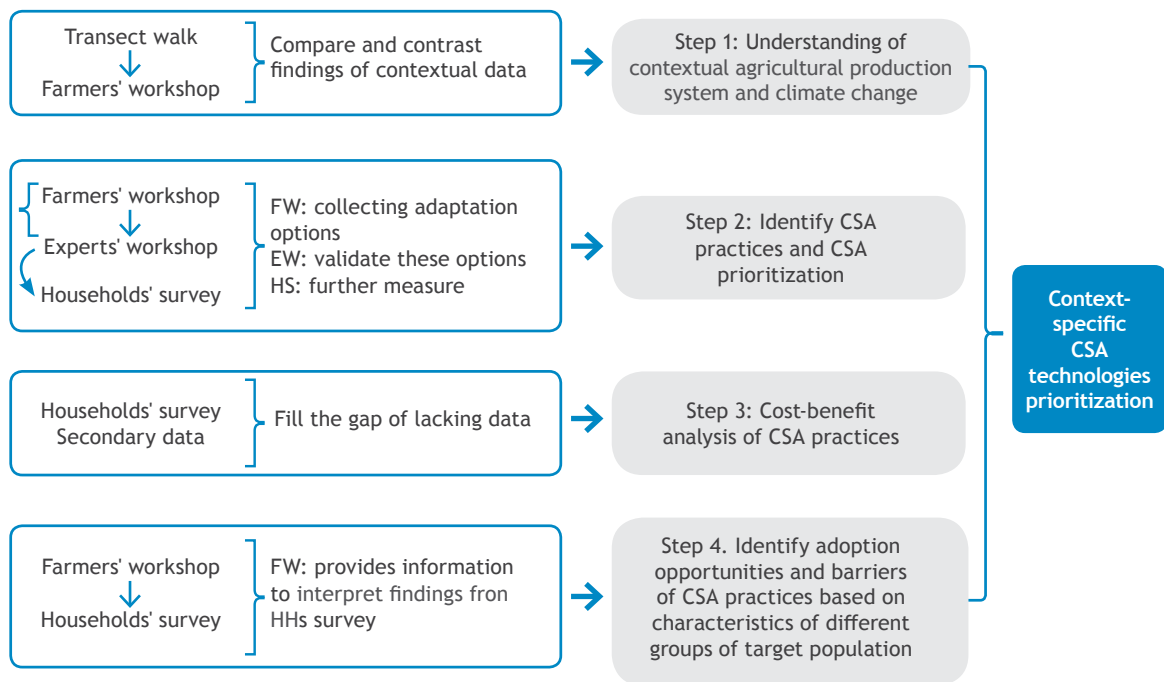 Transect walk
Farmers' workshop
Compare and contrast
findings of contextual data
Step 1: Understanding of
contextual agricultural production
system and climate change
Farmers' workshop
Experts' workshop
Households' survey
FW: collecting adaptation
options
EW: validate these options
HS: further measure
Step 2: Identify CSA
practices and CSA
prioritization
Households' survey
Secondary data
Fill the gap of lacking data
Step 3: Cost-benefit
analysis of CSA practices
Farmers' workshop
Households' survey
FW: provides information
to interpret findings fron
HHs survey
Step 4. Identify adoption
opportunities and barriers
of CSA practices based on
characteristics of different
groups of target population
Context-
specific
CSA
technologies
prioritization